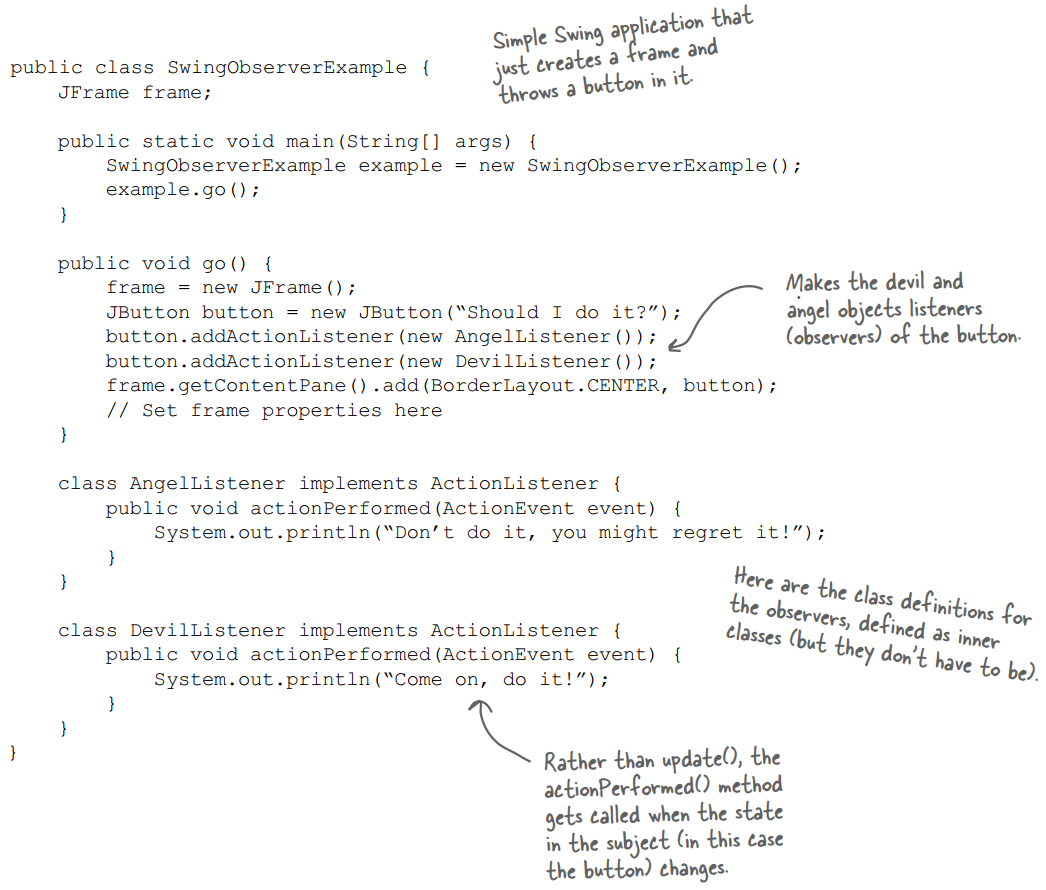 Simple Swing application that
just creates a frame and
throws a button in it.
public class SwingObserverExample {
    JFrame frame;
    public static void main(String[] args) {
        SwingObserverExample example = new SwingObserverExample();
        example.go();
    }
    public void go() {
        frame = new JFrame();
        JButton button = new JButton(“Should I do it?”);
        button.addActionListener(new AngelListener());
        button.addActionListener(new DevilListener());
        frame.getContentPane().add(BorderLayout.CENTER, button);
        // Set frame properties here
    }
Makes the devil and
angel objects listeners
(observers) of the button.
    class AngelListener implements ActionListener {
        public void actionPerformed(ActionEvent event) {
            System.out.println(“Don’t do it, you might regret it!”);
        }
    }
    class DevilListener implements ActionListener {
        public void actionPerformed(ActionEvent event) {
            System.out.println(“Come on, do it!”);
        }
    }
}
Here are the class definitions for
the observers, defined as inner
classes (but they don’t have to be).
Rather than update(), the
actionPerformed() method
gets called when the state
in the subject (in this case
the button) changes.